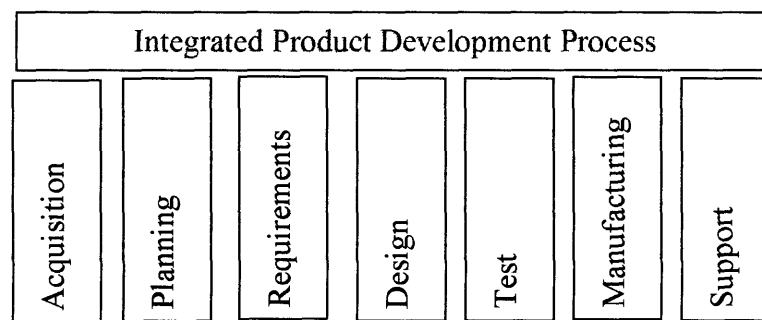 Integrated Product Development Process
Acquisition
Planning
Requirements
Design
Test
Manufacturing
Support